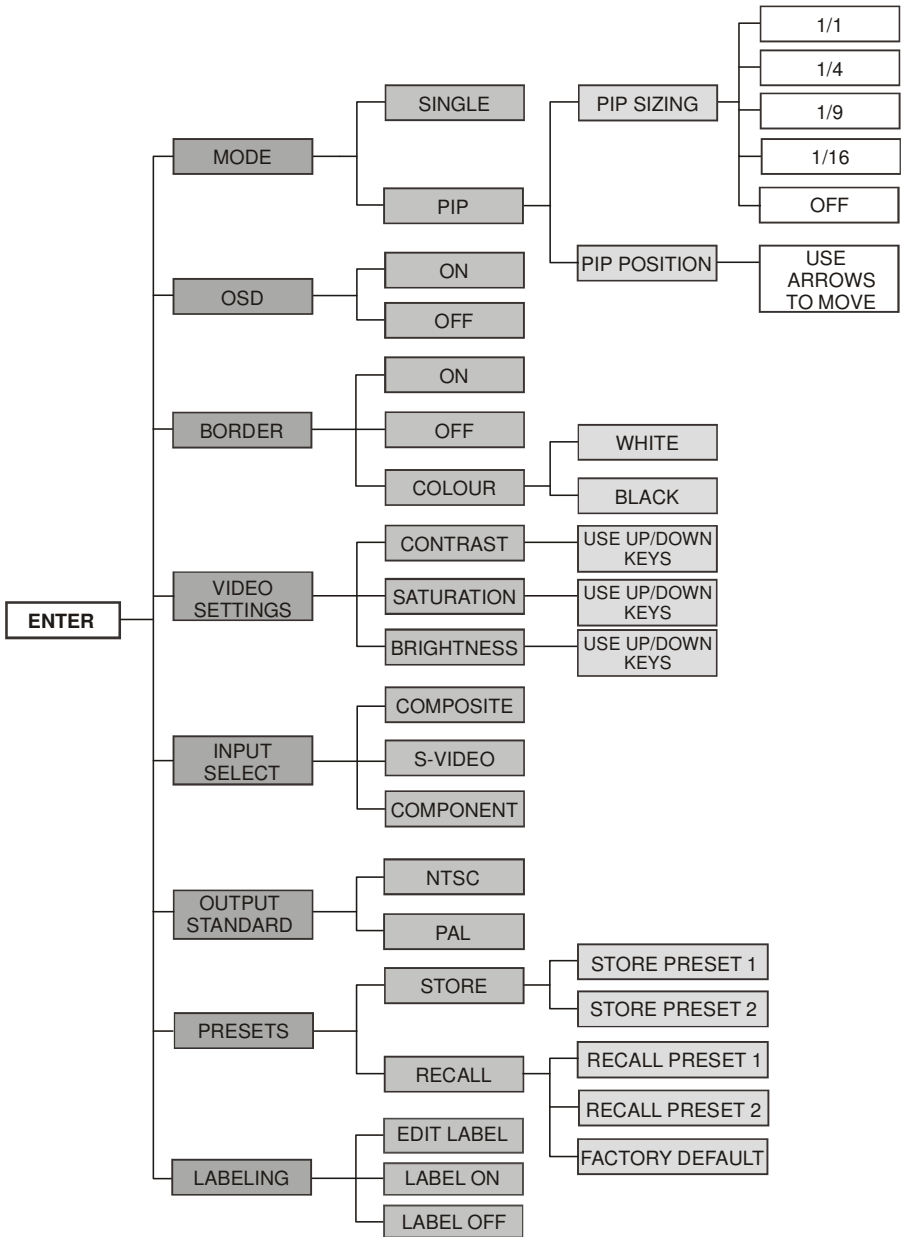 1/1
1/4
1/9
1/16
OFF
SINGLE
PIP SIZING
MODE
PIP
PIP POSITION
USE
ARROWS
TO MOVE
OSD
ON
OFF
BORDER
ON
OFF
COLOUR
WHITE
BLACK
ENTER
VIDEO
SETTINGS
CONTRAST
USE UP/DOWN
KEYS
SATURATION
USE UP/DOWN
KEYS
BRIGHTNESS
USE UP/DOWN
KEYS
INPUT
SELECT
COMPOSITE
S-VIDEO
COMPONENT
OUTPUT
STANDARD
NTSC
PAL
PRESETS
STORE
STORE PRESET 1
STORE PRESET 2
RECALL
RECALL PRESET 1
RECALL PRESET 2
FACTORY DEFAULT
LABELING
EDIT LABEL
LABEL ON
LABEL OFF